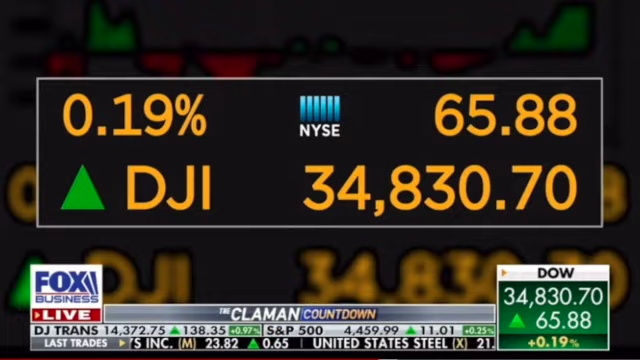 0.19% NYSE 65.88
▲ DJI 34,830.70
FOX
BUSINESS
LIVE
THE CLAMAN COUNTDOWN
DOW
34,830.70
▲ 65.88
+0.19%
DJ TRANS 14,372.75 ▲ 138.35 +0.97% S&P 500 4,459.99 ▲ 11.01 +0.25%
LAST TRADES 'S INC. (M) 23.82 ▲ 0.65 \ UNITED STATES STEEL (X) 21.